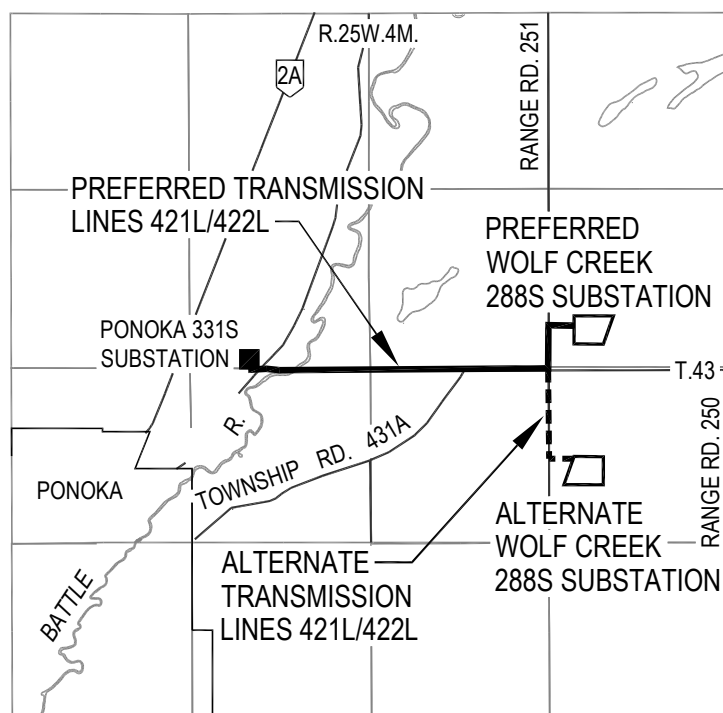 R.25W.4M.
2A
RANGE RD. 251
PREFERRED TRANSMISSION
LINES 421L/422L
PREFERRED
WOLF CREEK
288S SUBSTATION
PONOKA 331S
SUBSTATION
T.43
R.
TOWNSHIP RD. 431A
RANGE RD. 250
PONOKA
ALTERNATE
WOLF CREEK
288S SUBSTATION
ALTERNATE
TRANSMISSION
LINES 421L/422L
BATTLE